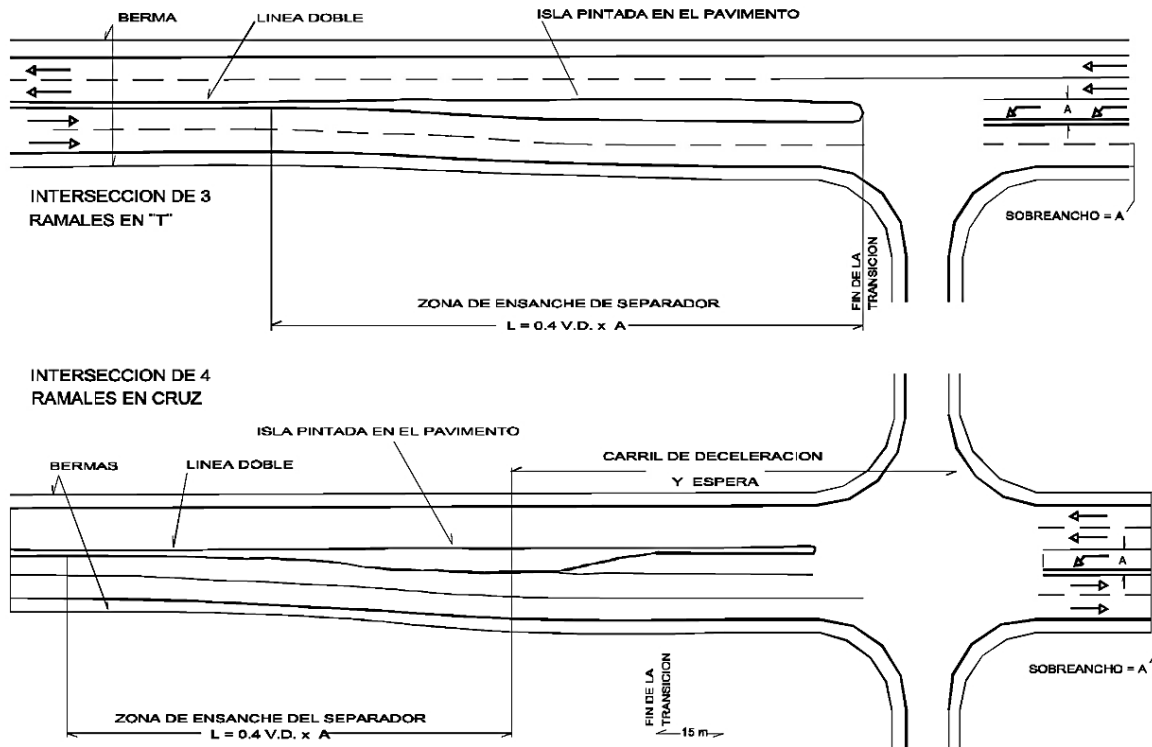 BERMA
LINEA DOBLE
ISLA PINTADA EN EL PAVIMENTO
A
INTERSECCION DE 3
RAMALES EN "T"
SOBREANCHO = A
FIN DE LA
TRANSICION
ZONA DE ENSANCHE DE SEPARADOR
L = 0.4 V.D. x A
INTERSECCION DE 4
RAMALES EN CRUZ
ISLA PINTADA EN EL PAVIMENTO
BERMAS
LINEA DOBLE
CARRIL DE DECELERACION
Y ESPERA
A
SOBREANCHO = A
FIN DE LA
TRANSICION
ZONA DE ENSANCHE DEL SEPARADOR
L = 0.4 V.D. x A
15 m